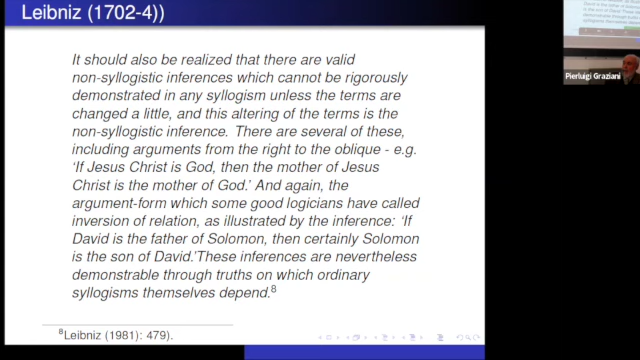 Leibniz (1702-4))
It should also be realized that there are valid
non-syllogistic inferences which cannot be rigorously
demonstrated in any syllogism unless the terms are
changed a little, and this altering of the terms is the
non-syllogistic inference. There are several of these,
including arguments from the right to the oblique - e.g.
‘If Jesus Christ is God, then the mother of Jesus
Christ is the mother of God.’ And again, the
argument-form which some good logicians have called
inversion of relation, as illustrated by the inference: ‘If
David is the father of Solomon, then certainly Solomon
is the son of David.’These inferences are nevertheless
demonstrable through truths on which ordinary
syllogisms themselves depend.8
8Leibniz (1981): 479).
Pierluigi Graziani